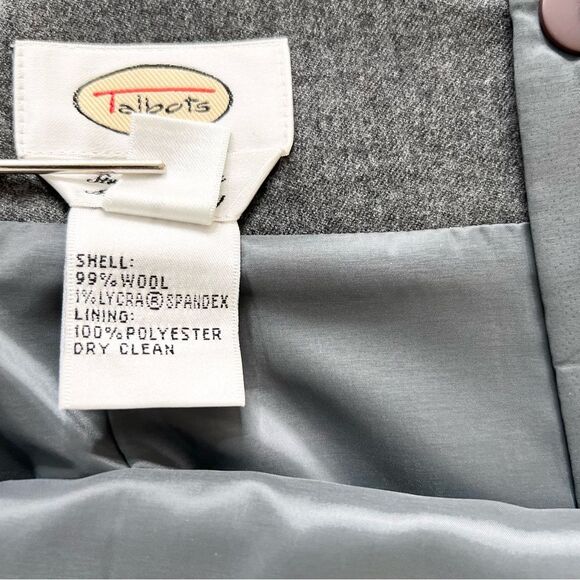 Talbots
SHELL:
99% WOOL
1% LYCRA®SPANDEX
LINING:
100% POLYESTER
DRY CLEAN